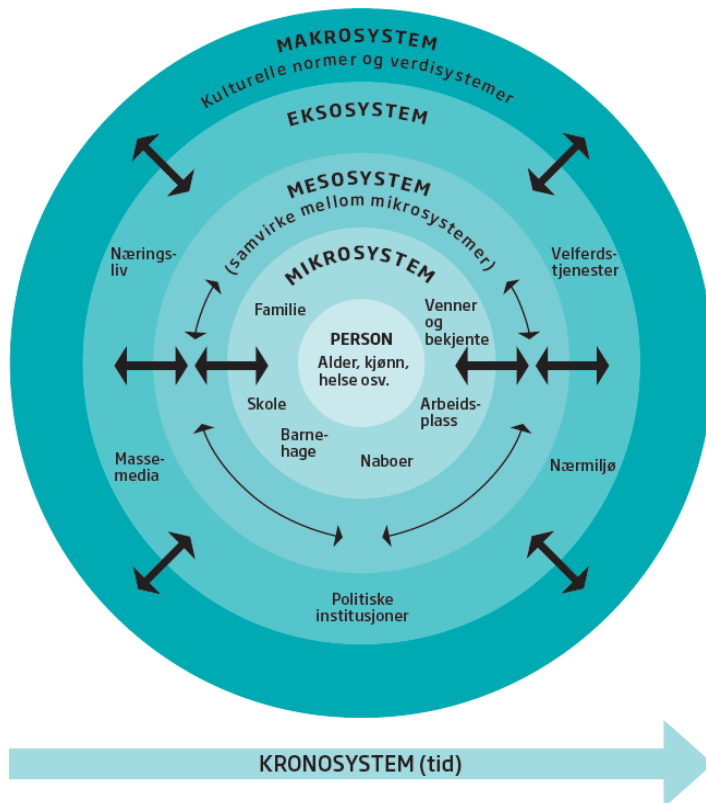 MAKROSYSTEM
Kulturelle normer og verdisystemer
EKSOSYSTEM
MESOSYSTEM
(samvirke mellom mikrosystemer)
MIKROSYSTEM
Nærings-
liv
Velferds-
tjenester
Familie
Venner
og
bekjente
PERSON
Alder, kjønn,
helse osv.
Skole
Barne-
hage
Naboer
Arbeids-
plass
Masse-
media
Nærmiljø
Politiske
institusjoner
KRONOSYSTEM (tid)